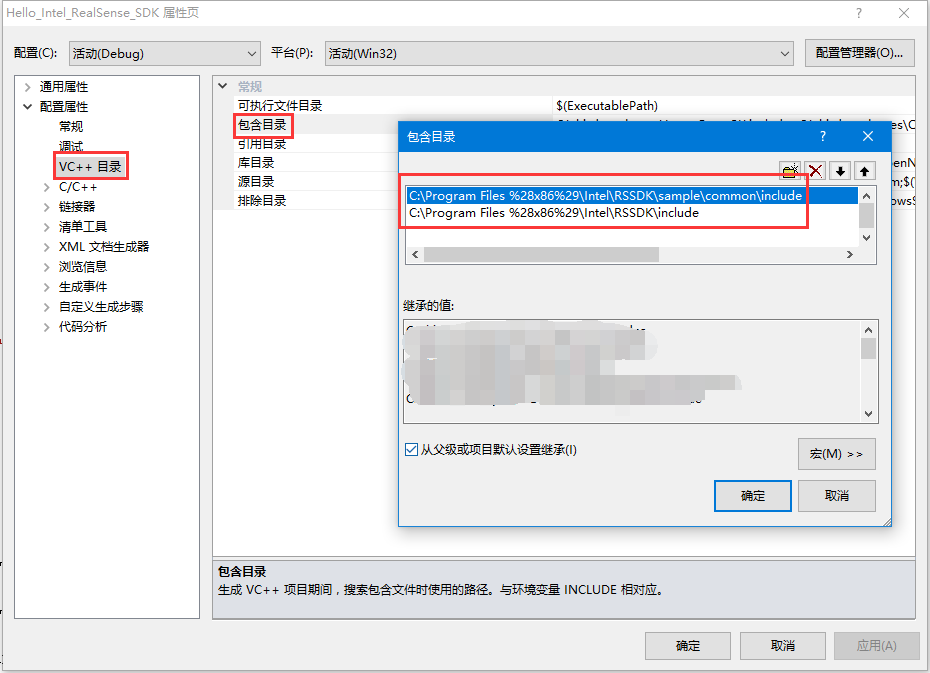 Hello_Intel_RealSense_SDK 属性页
配置(C): 活动(Debug) 平台(P): 活动(Win32) 配置管理器(O)...
通用属性
配置属性
常规
调试
VC++ 目录
C/C++
链接器
清单工具
XML 文档生成器
浏览信息
生成事件
自定义生成步骤
代码分析
常规
可执行文件目录 $(ExecutablePath)
包含目录
引用目录
库目录
源目录
排除目录
包含目录
C:\Program Files %28x86%29\Intel\RSSDK\sample\common\include
C:\Program Files %28x86%29\Intel\RSSDK\include
继承的值:
从父级或项目默认设置继承(I)
宏(M) >>
确定 取消
包含目录
生成 VC++ 项目期间，搜索包含文件时使用的路径。与环境变量 INCLUDE 相对应。
确定 取消 应用(A)